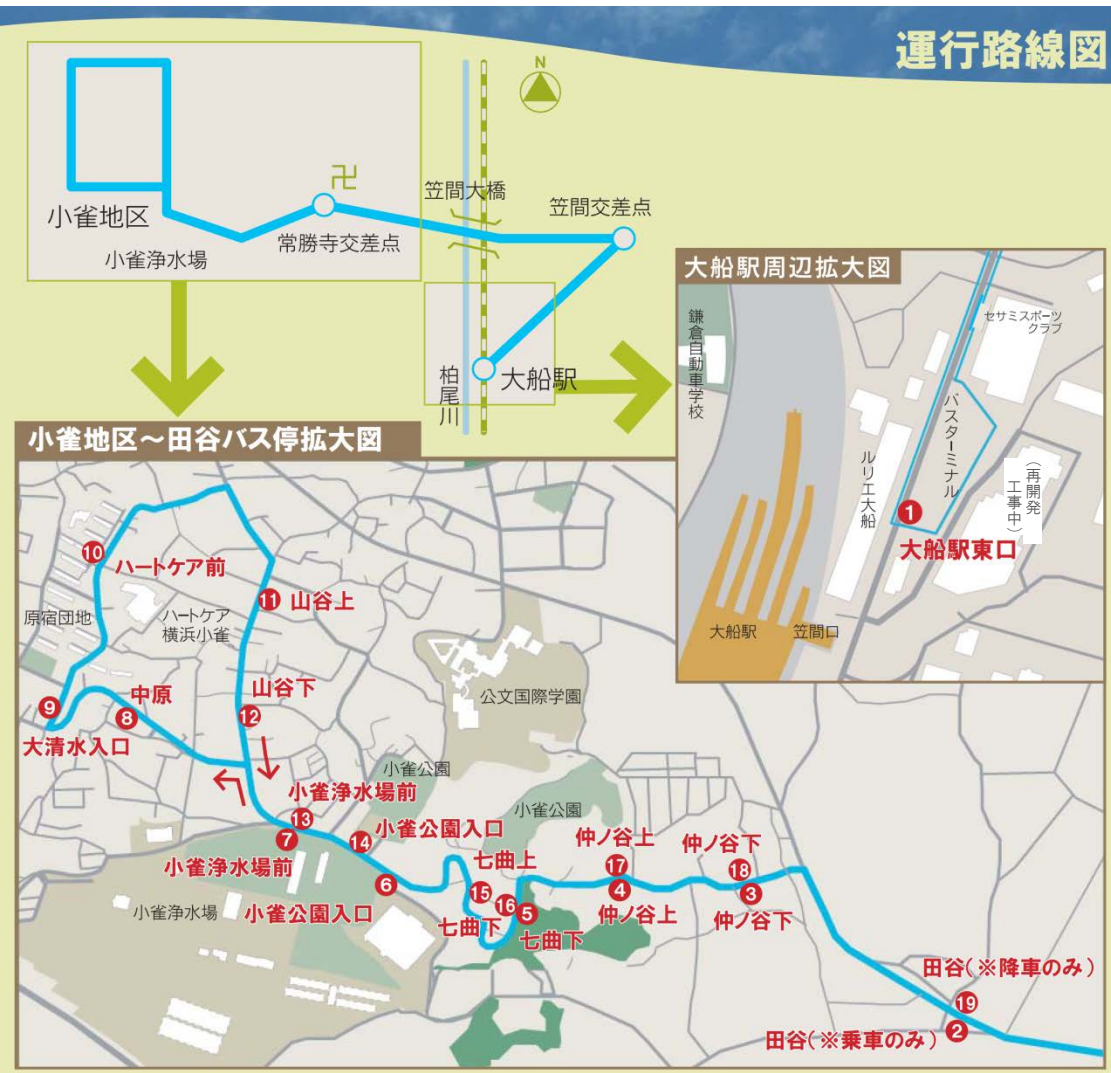 運行路線図
N
卍
小雀地区
小雀浄水場
常勝寺交差点
笠間大橋
笠間交差点
柏尾川
大船駅
大船駅周辺拡大図
鎌倉自動車学校
セサミスポーツ
クラブ
バスターミナル
ルリエ大船
(再開発
工事中)
1
大船駅東口
大船駅
笠間口
小雀地区~田谷バス停拡大図
10
ハートケア前
原宿団地
ハートケア
横浜小雀
11 山谷上
山谷下
12
中原
8
9
大清水入口
公文国際学園
小雀公園
小雀浄水場前
13
7
小雀浄水場前
14
小雀公園入口
6
小雀公園入口
小雀浄水場
小雀公園
七曲上
15
16
5
七曲下
七曲下
仲ノ谷上
17
4
仲ノ谷上
仲ノ谷下
18
3
仲ノ谷下
田谷(※降車のみ)
19
田谷(※乗車のみ) 2